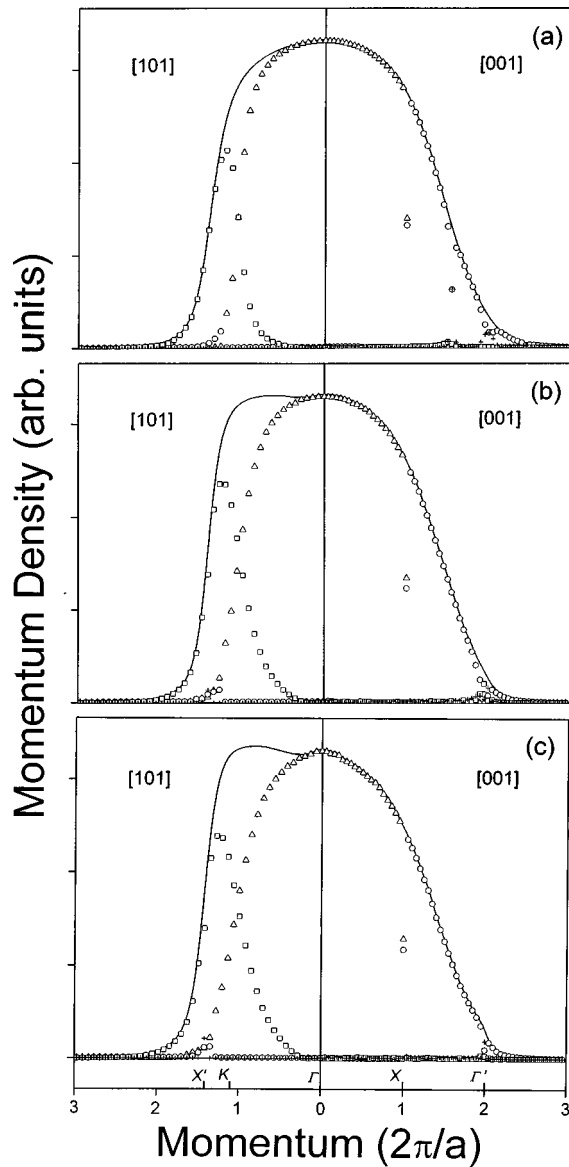 (a)
[101] [001]
(b)
[101] [001]
(c)
[101] [001]
Momentum Density (arb. units)
X' K Γ X Γ'
3 2 1 0 1 2 3
Momentum (2π/a)